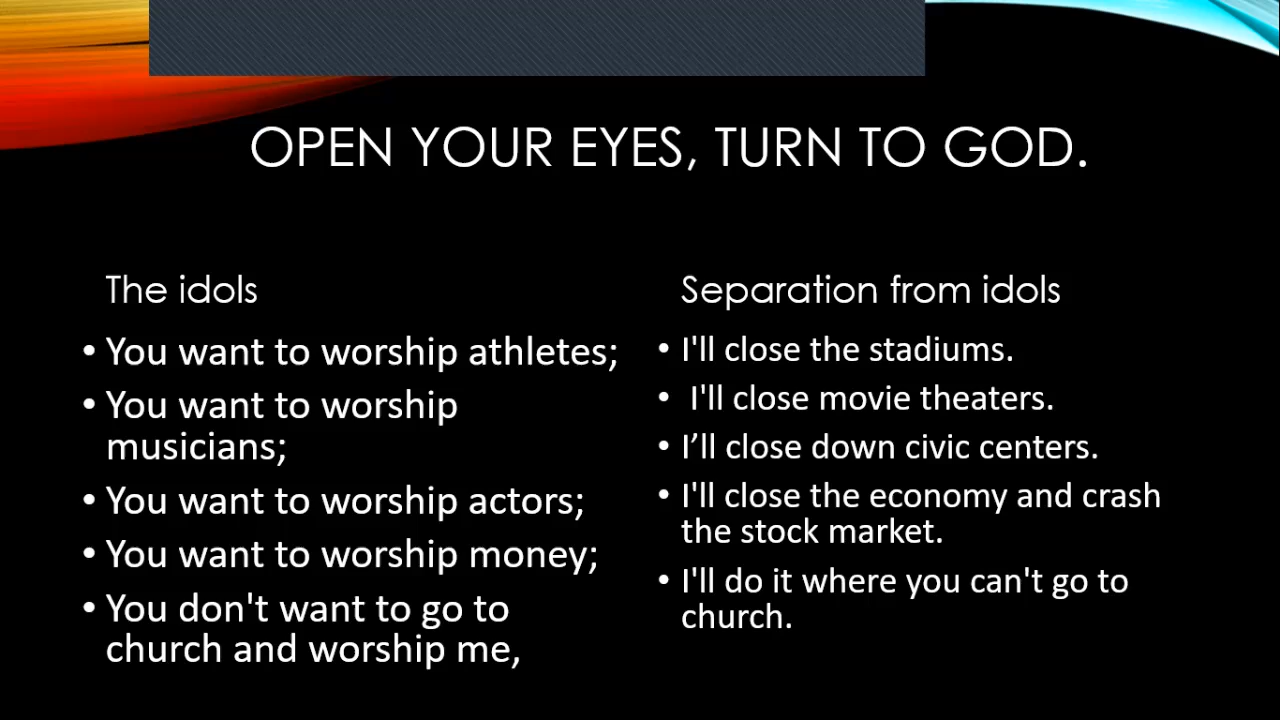 OPEN YOUR EYES, TURN TO GOD.
The idols
• You want to worship athletes;
• You want to worship
musicians;
• You want to worship actors;
• You want to worship money;
• You don't want to go to
church and worship me,
Separation from idols
• I'll close the stadiums.
• I'll close movie theaters.
• I’ll close down civic centers.
• I'll close the economy and crash
the stock market.
• I'll do it where you can't go to
church.